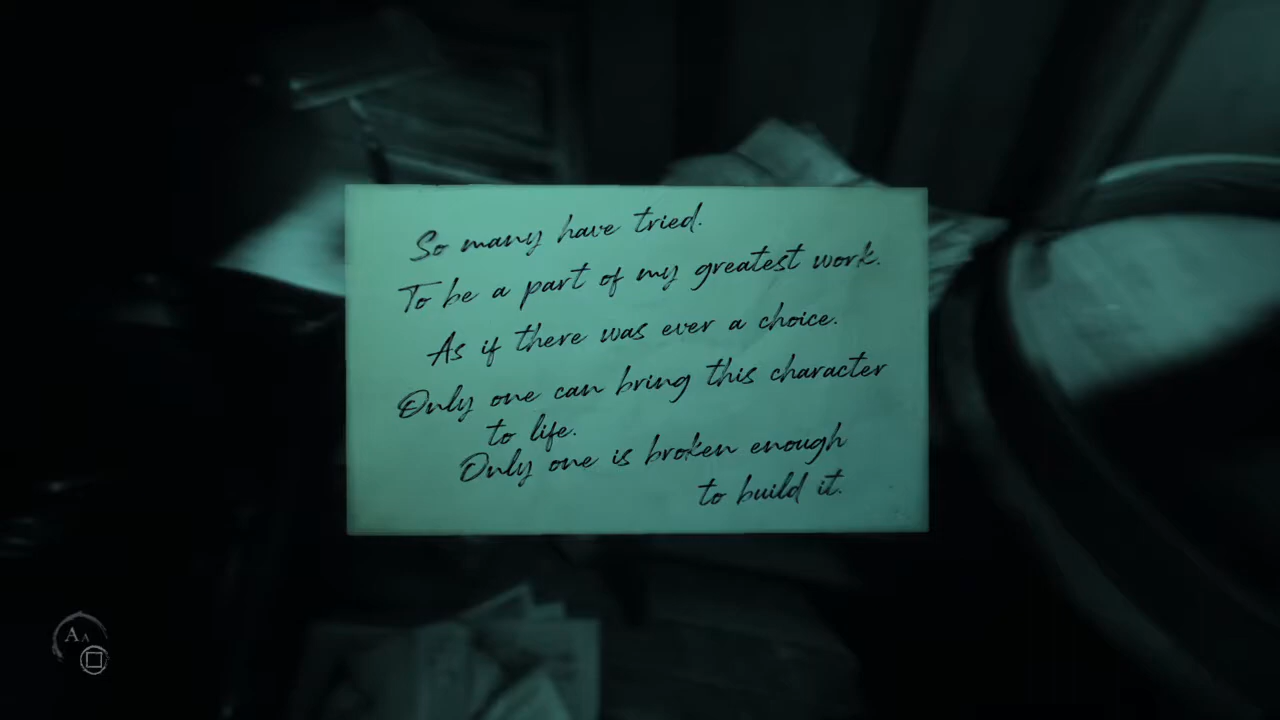 So many have tried.
To be a part of my greatest work.
As if there was ever a choice.
Only one can bring this character
to life.
Only one is broken enough
to build it.
AA